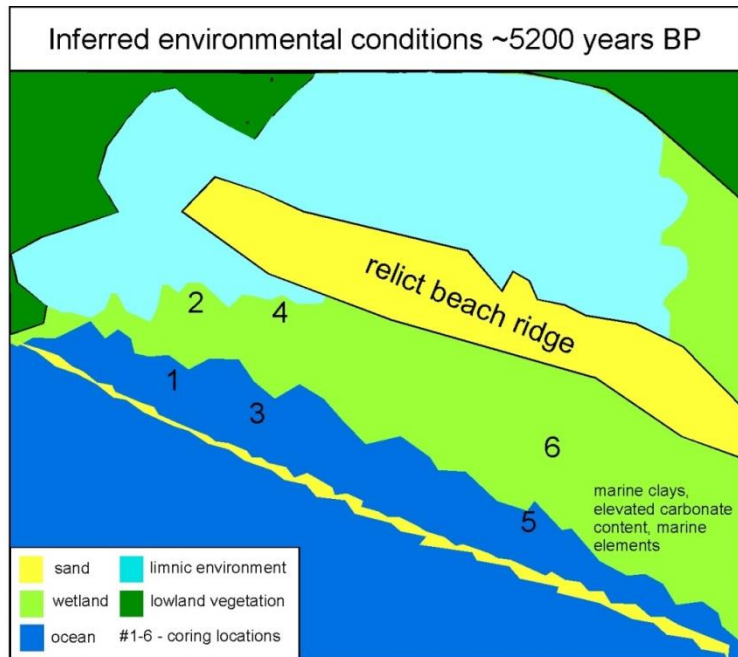 Inferred environmental conditions ~5200 years BP
relict beach ridge
2
4
1
3
6
5
marine clays,
elevated carbonate
content, marine
elements
sand
limnic environment
wetland
lowland vegetation
ocean
#1-6 - coring locations